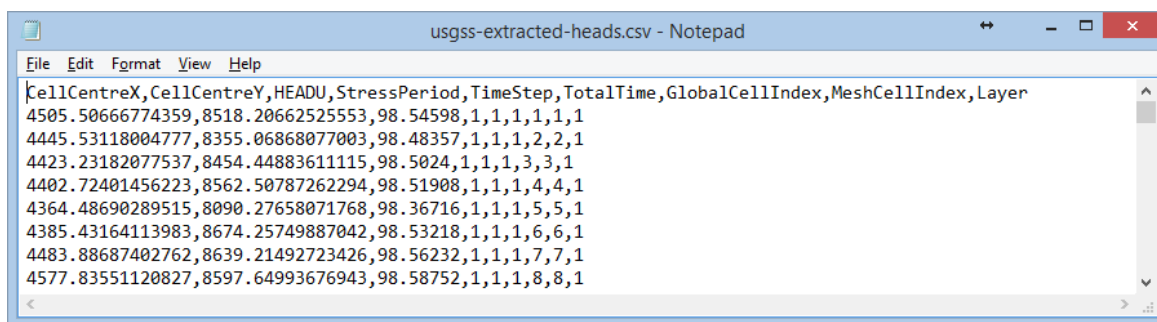 usgss-extracted-heads.csv - Notepad
File Edit Format View Help
CellCentreX,CellCentreY,HEADU,StressPeriod,TimeStep,TotalTime,GlobalCellIndex,MeshCellIndex,Layer
4505.50666774359,8518.20662525553,98.54598,1,1,1,1,1,1
4445.53118004777,8355.06868077003,98.48357,1,1,1,2,2,1
4423.23182077537,8454.44883611115,98.5024,1,1,1,3,3,1
4402.72401456223,8562.50787262294,98.51908,1,1,1,4,4,1
4364.48690289515,8090.27658071768,98.36716,1,1,1,5,5,1
4385.43164113983,8674.25749887042,98.53218,1,1,1,6,6,1
4483.88687402762,8639.21492723426,98.56232,1,1,1,7,7,1
4577.83551120827,8597.64993676943,98.58752,1,1,1,8,8,1